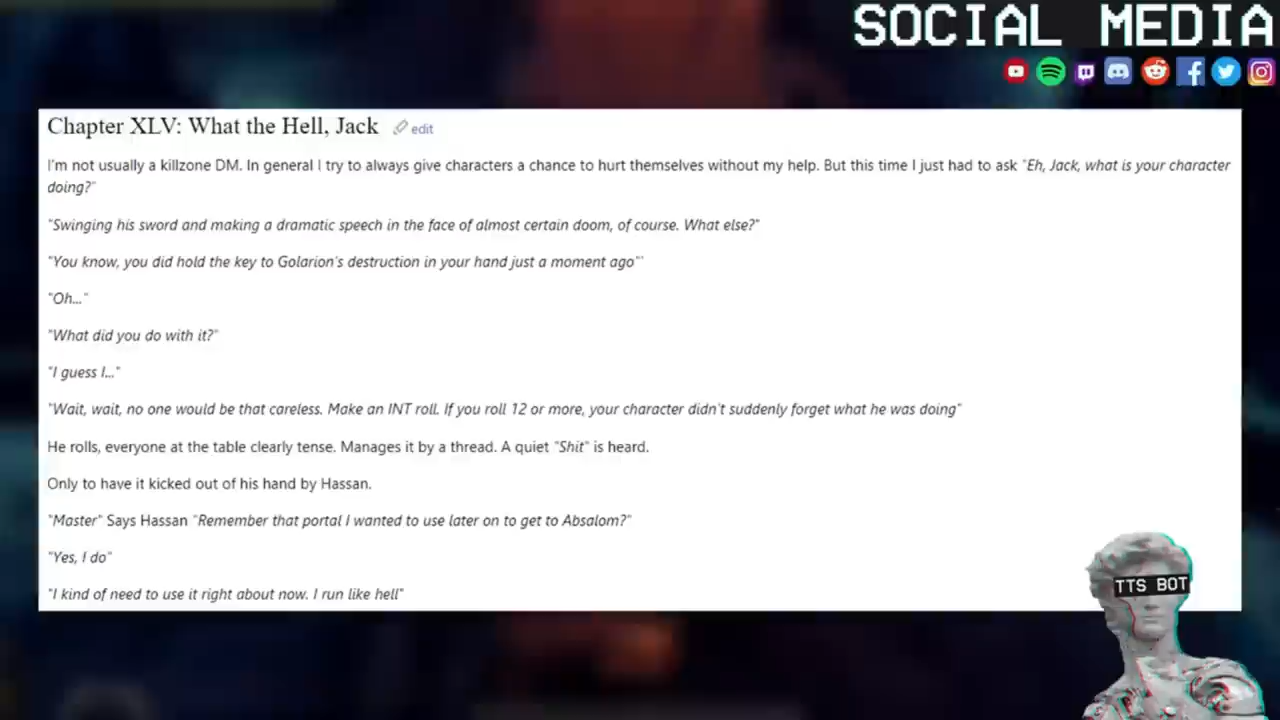 SOCIAL MEDIA
Chapter XLV: What the Hell, Jack edit
I'm not usually a killzone DM. In general I try to always give characters a chance to hurt themselves without my help. But this time I just had to ask "Eh, Jack, what is your character
doing?"
"Swinging his sword and making a dramatic speech in the face of almost certain doom, of course. What else?"
"You know, you did hold the key to Golarion's destruction in your hand just a moment ago"'
"Oh..."
"What did you do with it?"
"I guess I..."
"Wait, wait, no one would be that careless. Make an INT roll. If you roll 12 or more, your character didn't suddenly forget what he was doing"
He rolls, everyone at the table clearly tense. Manages it by a thread. A quiet "Shit" is heard.
Only to have it kicked out of his hand by Hassan.
"Master" Says Hassan "Remember that portal I wanted to use later on to get to Absalom?"
"Yes, I do"
"I kind of need to use it right about now. I run like hell"
TTS BOT